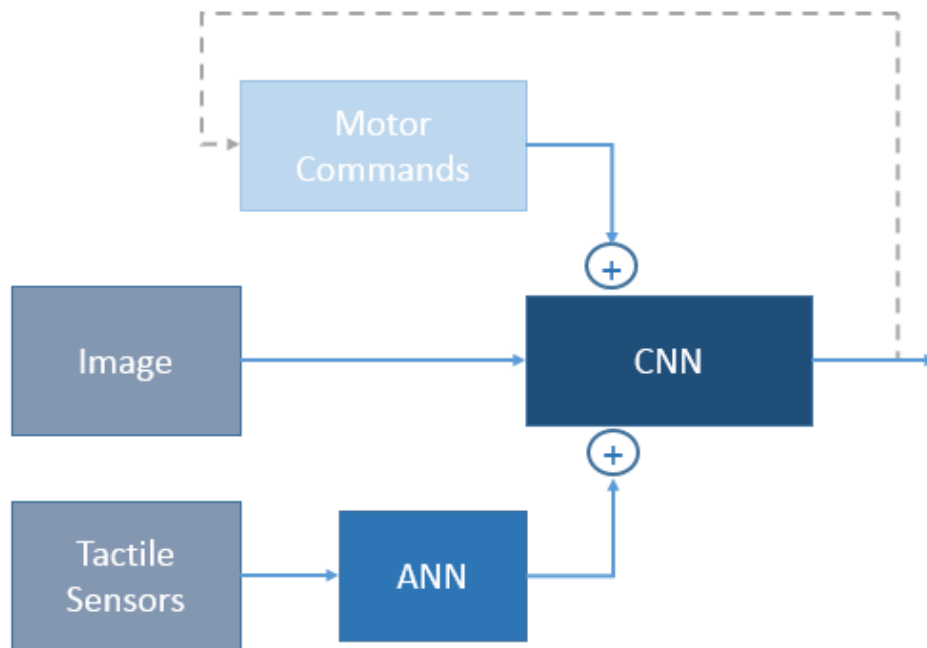 Motor
Commands
+
Image
CNN
+
Tactile
Sensors
ANN